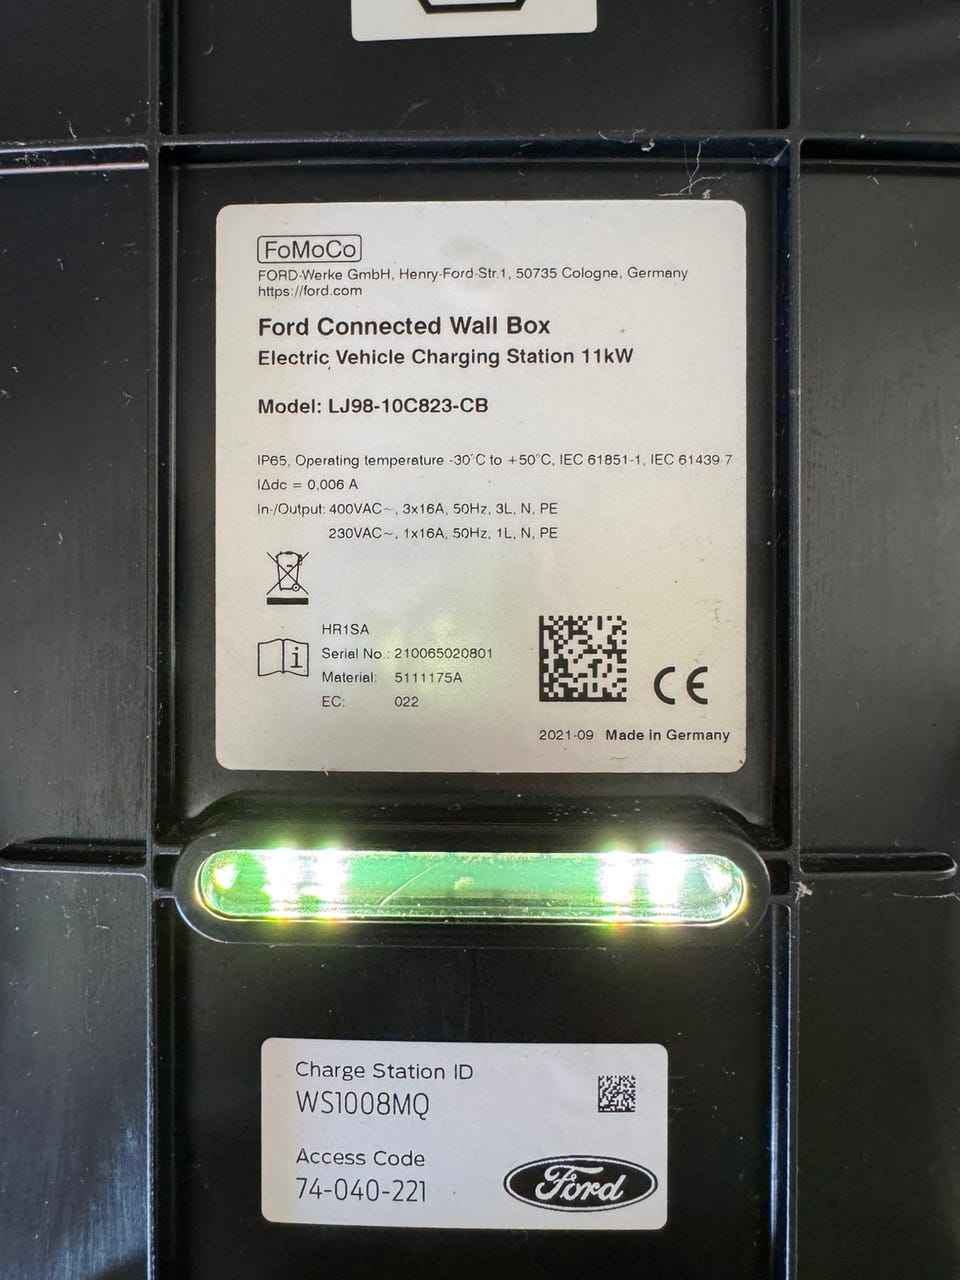 FoMoCo
FORD-Werke GmbH, Henry-Ford-Str.1, 50735 Cologne, Germany
https://ford.com
Ford Connected Wall Box
Electric Vehicle Charging Station 11kW
Model: LJ98-10C823-CB
IP65, Operating temperature -30°C to +50°C, IEC 61851-1, IEC 61439-7
IΔdc = 0,006 A
In-/Output: 400VAC~, 3x16A, 50Hz, 3L, N, PE
230VAC~, 1x16A, 50Hz, 1L, N, PE
HR1SA
Serial No.: 210065020801
Material: 5111175A
EC: 022
CE
2021-09 Made in Germany
Charge Station ID
WS1008MQ
Access Code
74-040-221
Ford